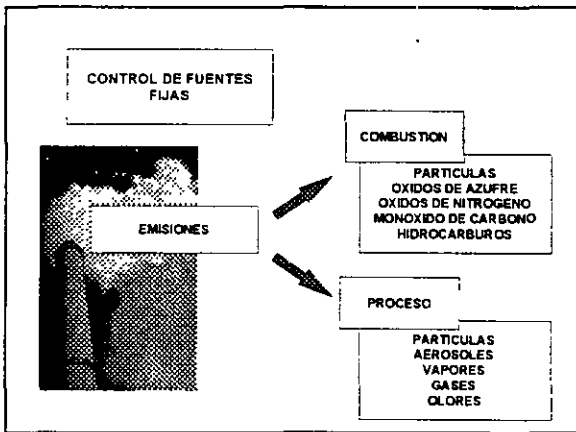 CONTROL DE FUENTES
FIJAS
EMISIONES
COMBUSTION
PARTICULAS
OXIDOS DE AZUFRE
OXIDOS DE NITROGENO
MONOXIDO DE CARBONO
HIDROCARBUROS
PROCESO
PARTICULAS
AEROSOLES
VAPORES
GASES
OLORES